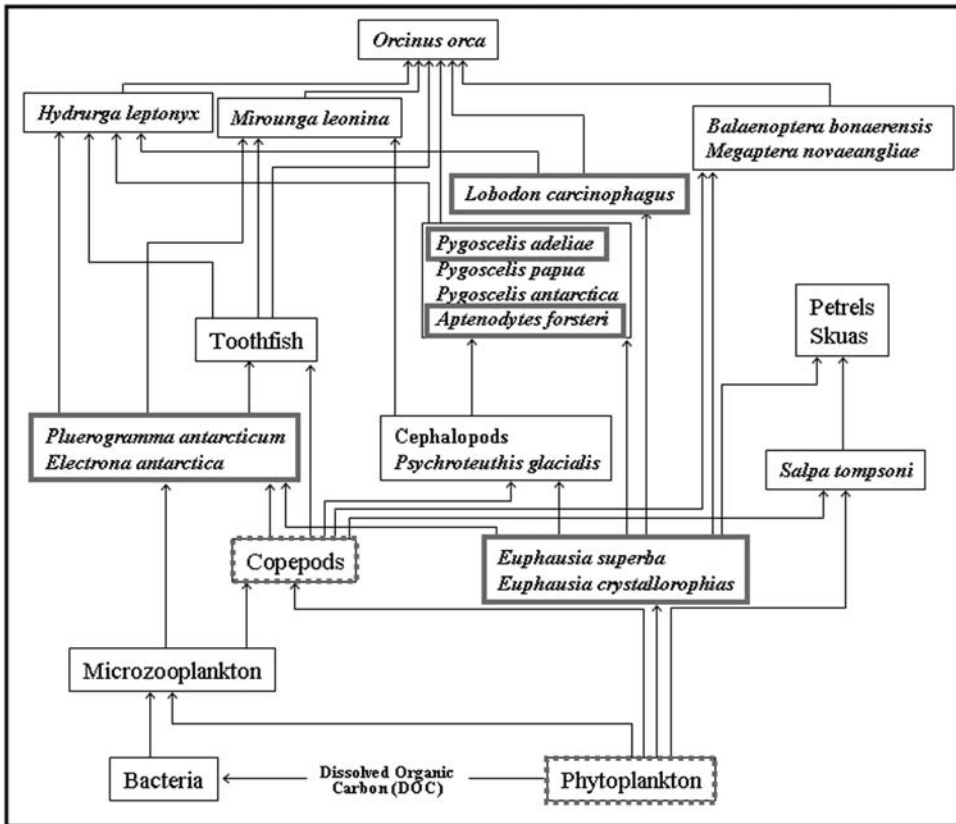 Orcinus orca
Hydrurga leptonyx
Mirounga leonina
Balaenoptera bonaerensis
Megaptera novaeangliae
Lobodon carcinophagus
Pygoscelis adeliae
Pygoscelis papua
Pygoscelis antarctica
Aptenodytes forsteri
Petrels
Skuas
Toothfish
Pluerogramma antarcticum
Electrona antarctica
Cephalopods
Psychroteuthis glacialis
Salpa tompsoni
Copepods
Euphausia superba
Euphausia crystallorophias
Microzooplankton
Bacteria
Dissolved Organic
Carbon (DOC)
Phytoplankton